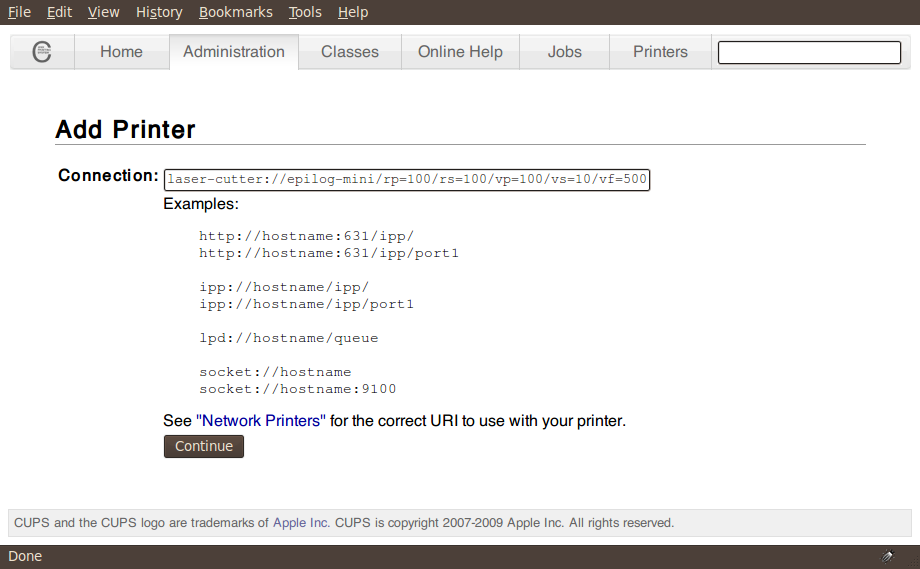 File Edit View History Bookmarks Tools Help
Home Administration Classes Online Help Jobs Printers
Add Printer
Connection: laser-cutter://epilog-mini/rp=100/rs=100/vp=100/vs=10/vf=500
Examples:
http://hostname:631/ipp/
http://hostname:631/ipp/port1
ipp://hostname/ipp/
ipp://hostname/ipp/port1
lpd://hostname/queue
socket://hostname
socket://hostname:9100
See "Network Printers" for the correct URI to use with your printer.
Continue
CUPS and the CUPS logo are trademarks of Apple Inc. CUPS is copyright 2007-2009 Apple Inc. All rights reserved.
Done